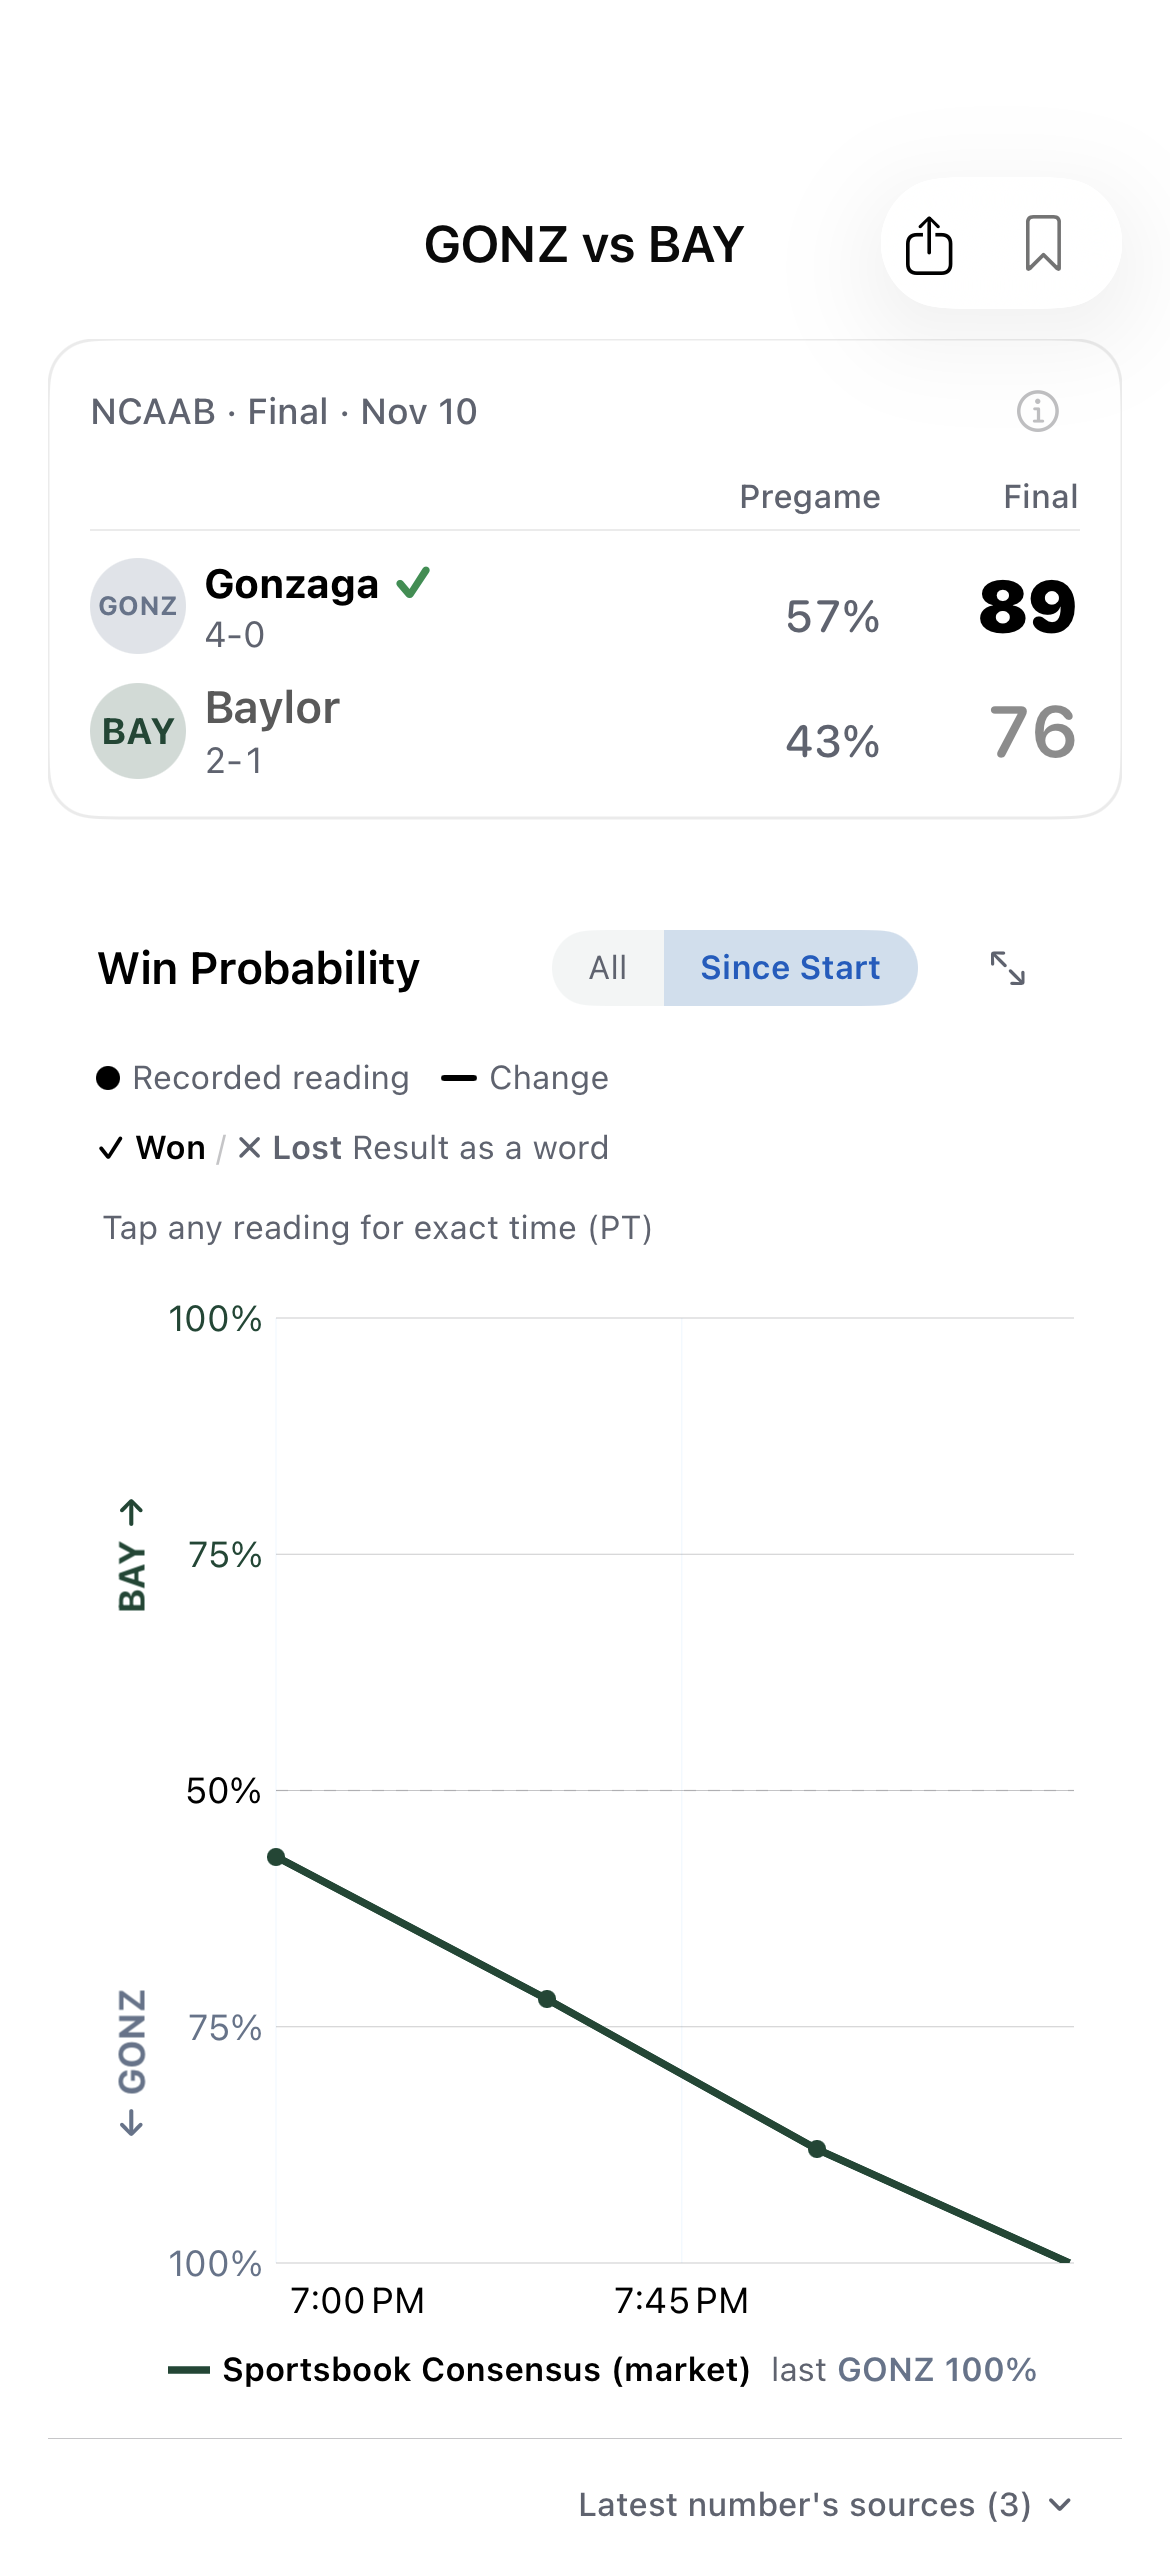 GONZ vs BAY
NCAAB · Final · Nov 10
Pregame Final
GONZ Gonzaga
4-0
57% 89
BAY Baylor
2-1
43% 76
Win Probability All Since Start
Recorded reading Change
Won / Lost Result as a word
Tap any reading for exact time (PT)
100%
75%
BAY →
50%
75%
← GONZ
100%
7:00 PM 7:45 PM
Sportsbook Consensus (market) last GONZ 100%
Latest number's sources (3)